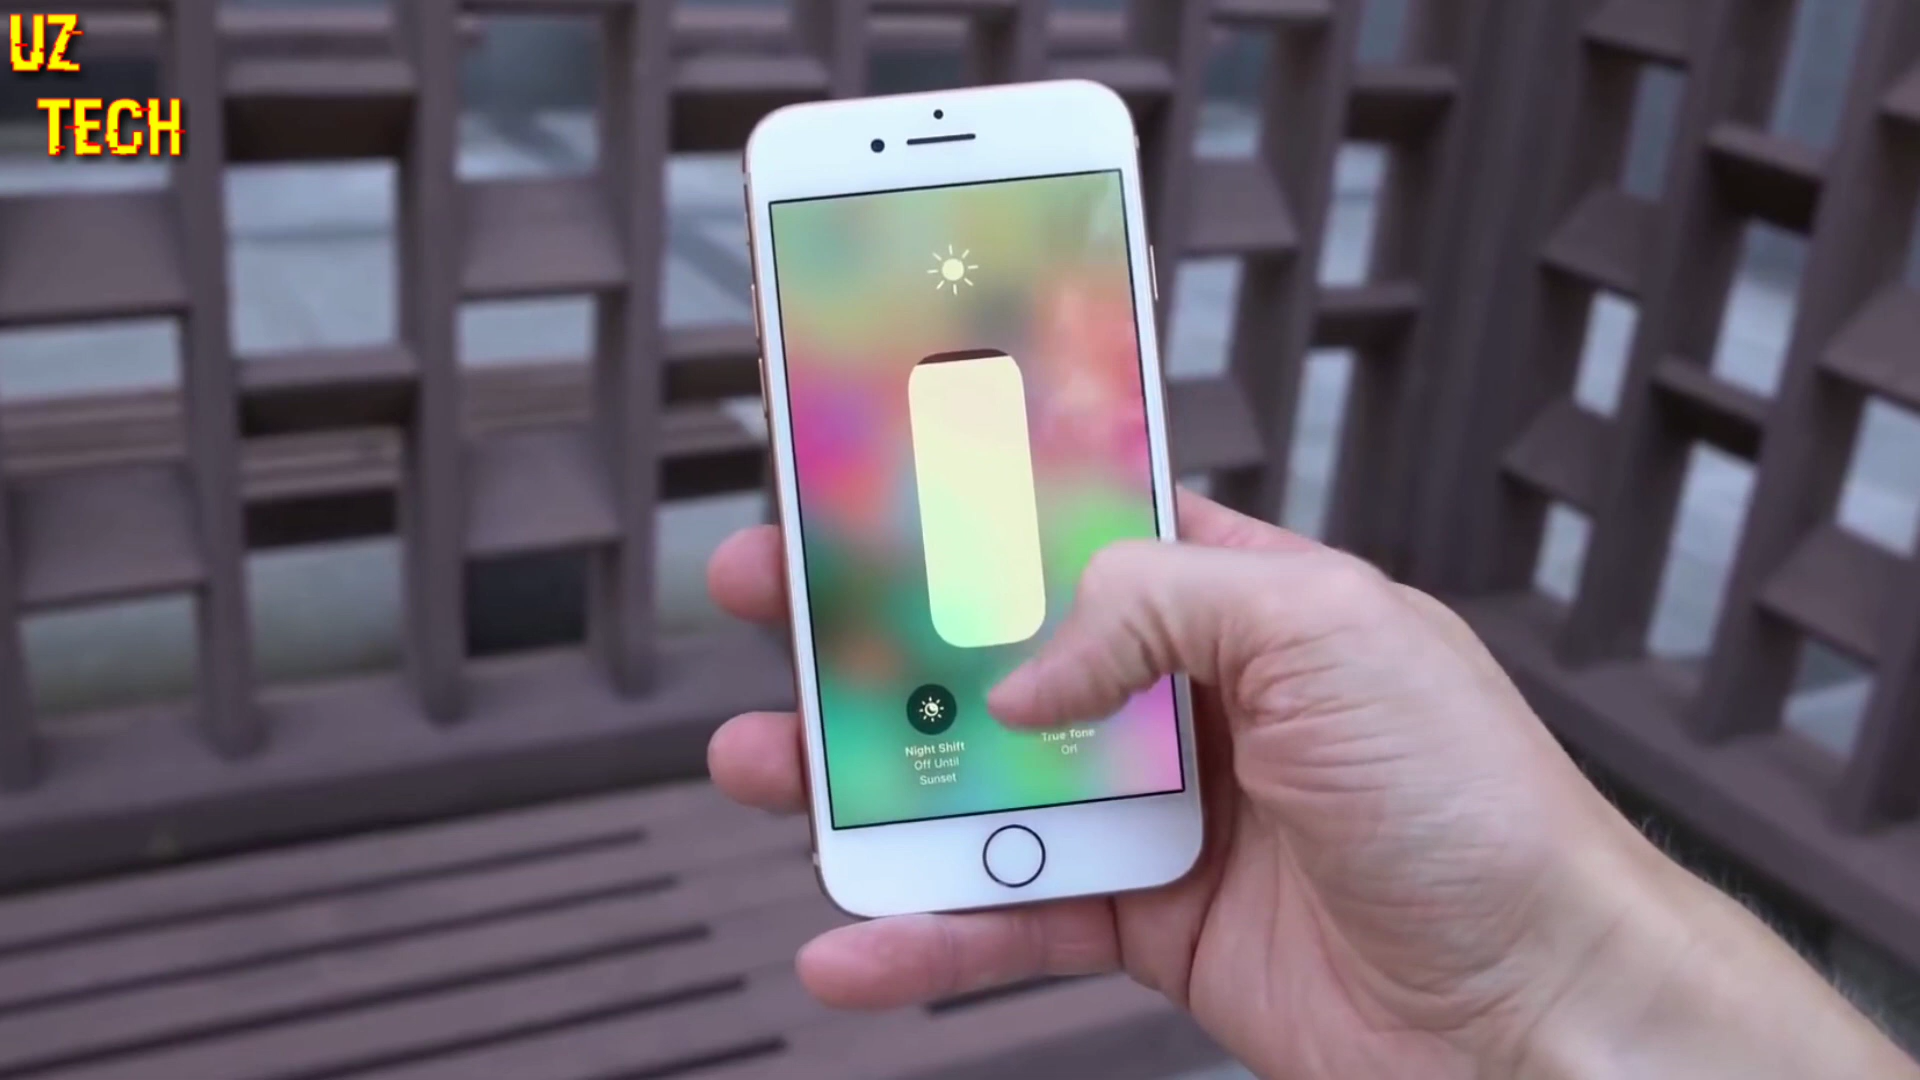 UZ
TECH
Night Shift
Off Until
Sunset
True Tone
Off